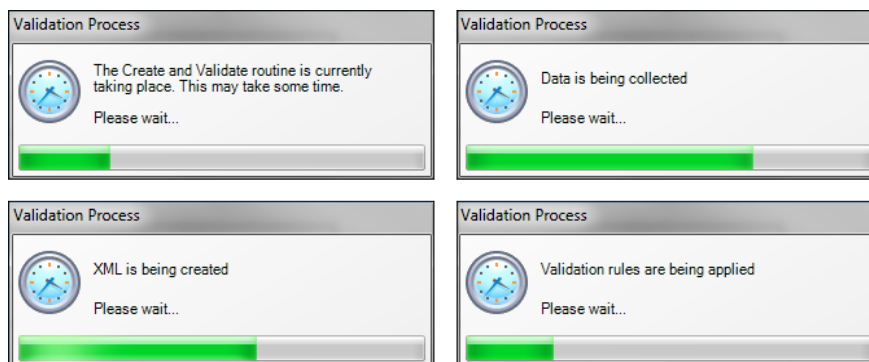 Validation Process
The Create and Validate routine is currently
taking place. This may take some time.
Please wait...
Validation Process
Data is being collected
Please wait...
Validation Process
XML is being created
Please wait...
Validation Process
Validation rules are being applied
Please wait...